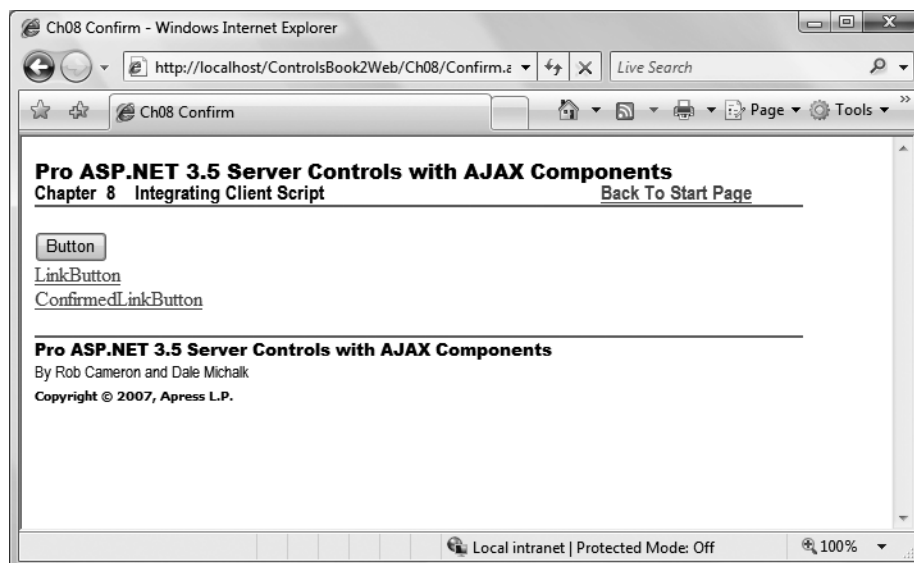 Ch08 Confirm - Windows Internet Explorer
http://localhost/ControlsBook2Web/Ch08/Confirm.a Live Search
Ch08 Confirm Page Tools »
Pro ASP.NET 3.5 Server Controls with AJAX Components
Chapter 8 Integrating Client Script Back To Start Page
Button
LinkButton
ConfirmedLinkButton
Pro ASP.NET 3.5 Server Controls with AJAX Components
By Rob Cameron and Dale Michalk
Copyright © 2007, Apress L.P.
Local intranet | Protected Mode: Off 100%